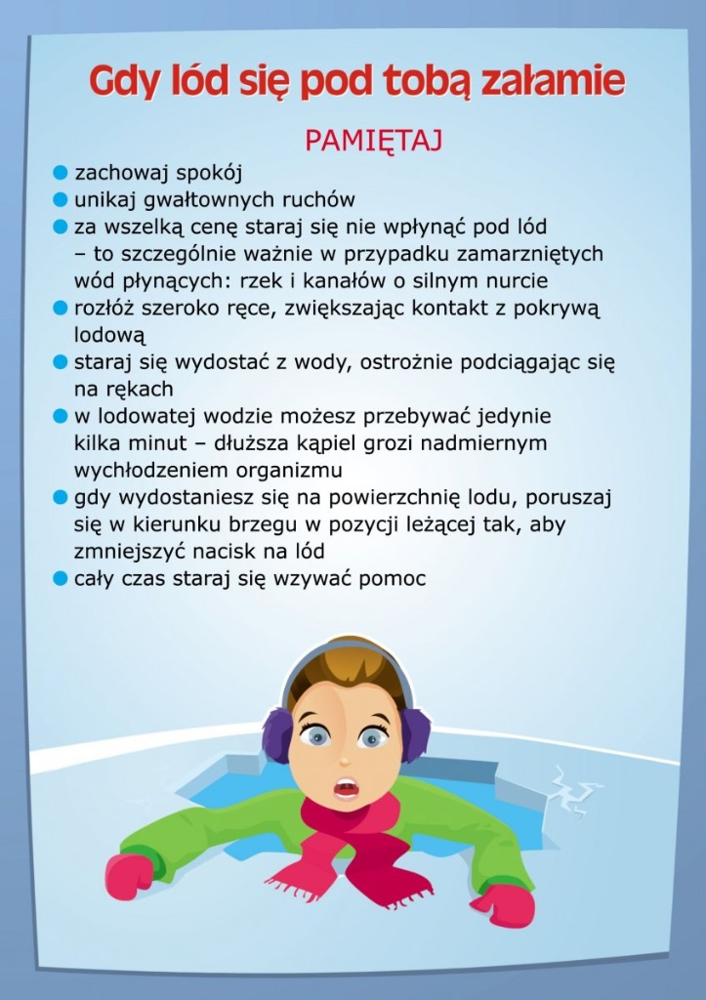 Gdy lód się pod tobą załamie
PAMIĘTAJ
● zachowaj spokój
● unikaj gwałtownych ruchów
● za wszelką cenę staraj się nie wpłynąć pod lód
– to szczególnie ważnie w przypadku zamarzniętych
wód płynących: rzek i kanałów o silnym nurcie
● rozłóż szeroko ręce, zwiększając kontakt z pokrywą
lodową
● staraj się wydostać z wody, ostrożnie podciągając się
na rękach
● w lodowatej wodzie możesz przebywać jedynie
kilka minut – dłuższa kąpiel grozi nadmiernym
wychłodzeniem organizmu
● gdy wydostaniesz się na powierzchnię lodu, poruszaj
się w kierunku brzegu w pozycji leżącej tak, aby
zmniejszyć nacisk na lód
● cały czas staraj się wzywać pomoc